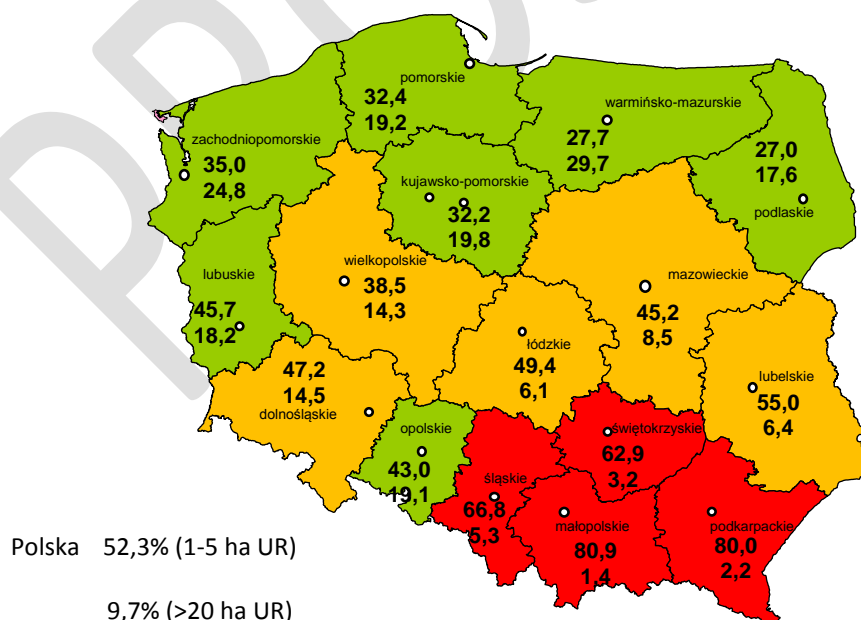 pomorskie
32,4
19,2
warmińsko-mazurskie
27,7
29,7
zachodniopomorskie
35,0
24,8
27,0
17,6
podlaskie
kujawsko-pomorskie
32,2
19,8
wielkopolskie
38,5
14,3
mazowieckie
45,2
8,5
lubuskie
45,7
18,2
łódzkie
49,4
6,1
47,2
14,5
dolnośląskie
lubelskie
55,0
6,4
opolskie
43,0
19,1
świętokrzyskie
62,9
3,2
śląskie
66,8
5,3
małopolskie
80,9
1,4
podkarpackie
80,0
2,2
Polska 52,3% (1-5 ha UR)
9,7% (>20 ha UR)